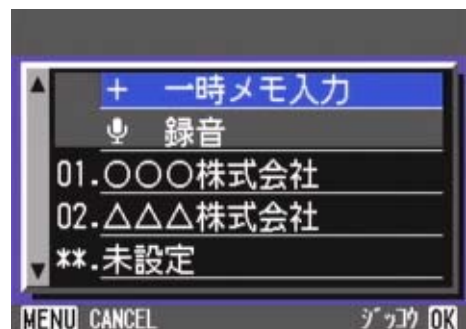 + 一時メモ入力
録音
01.○○○株式会社
02.△△△株式会社
**.未設定
MENU CANCEL ｼﾞｯｺｳ OK